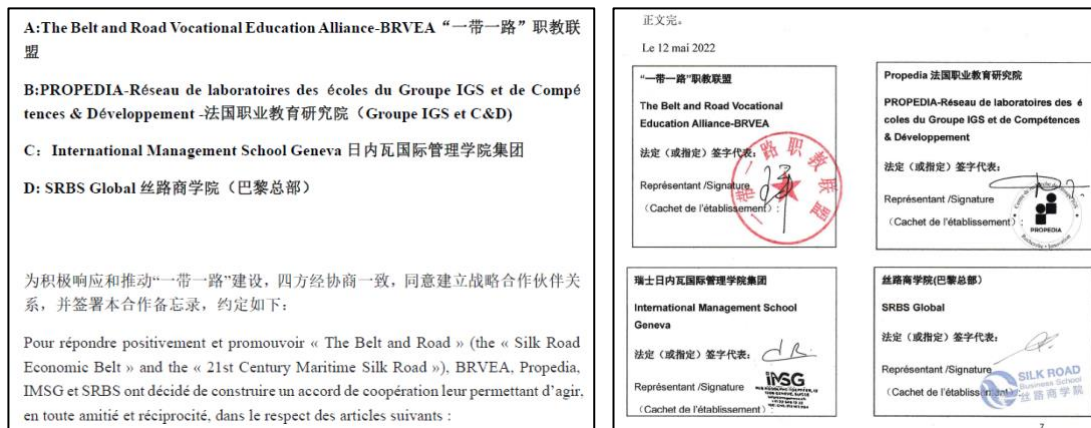 A:The Belt and Road Vocational Education Alliance-BRVEA “一带一路”职教联
盟
B:PROPEDIA-Réseau de laboratoires des écoles du Groupe IGS et de Compé
tences & Développement -法国职业教育研究院（Groupe IGS et C&D)
C：International Management School Geneva 日内瓦国际管理学院集团
D: SRBS Global 丝路商学院（巴黎总部）
为积极响应和推动“一带一路”建设，四方经协商一致，同意建立战略合作伙伴关
系，并签署本合作备忘录，约定如下：
Pour répondre positivement et promouvoir « The Belt and Road » (the « Silk Road
Economic Belt » and the « 21st Century Maritime Silk Road »), BRVEA, Propedia,
IMSG et SRBS ont décidé de construire un accord de coopération leur permettant d’agir,
en toute amitié et réciprocité, dans le respect des articles suivants :
正文完。
Le 12 mai 2022
“一带一路”职教联盟
The Belt and Road Vocational
Education Alliance-BRVEA
法定（或指定）签字代表：
Représentant /Signature
（Cachet de l’établissement）:
一带一路职教联盟
Propedia 法国职业教育研究院
PROPEDIA-Réseau de laboratoires des é
coles du Groupe IGS et de Compétences
& Développement
法定（或指定）签字代表：
Représentant /Signature
（Cachet de l’établissement）:
PROPEDIA
瑞士日内瓦国际管理学院集团
International Management School
Geneva
法定（或指定）签字代表：
Représentant /Signature
（Cachet de l’établissement）:
IMSG
丝路商学院(巴黎总部）
SRBS Global
法定（或指定）签字代表：
Représentant /Signature
（Cachet de l’établissement）:
SILK ROAD
Business School
丝路商学院
7